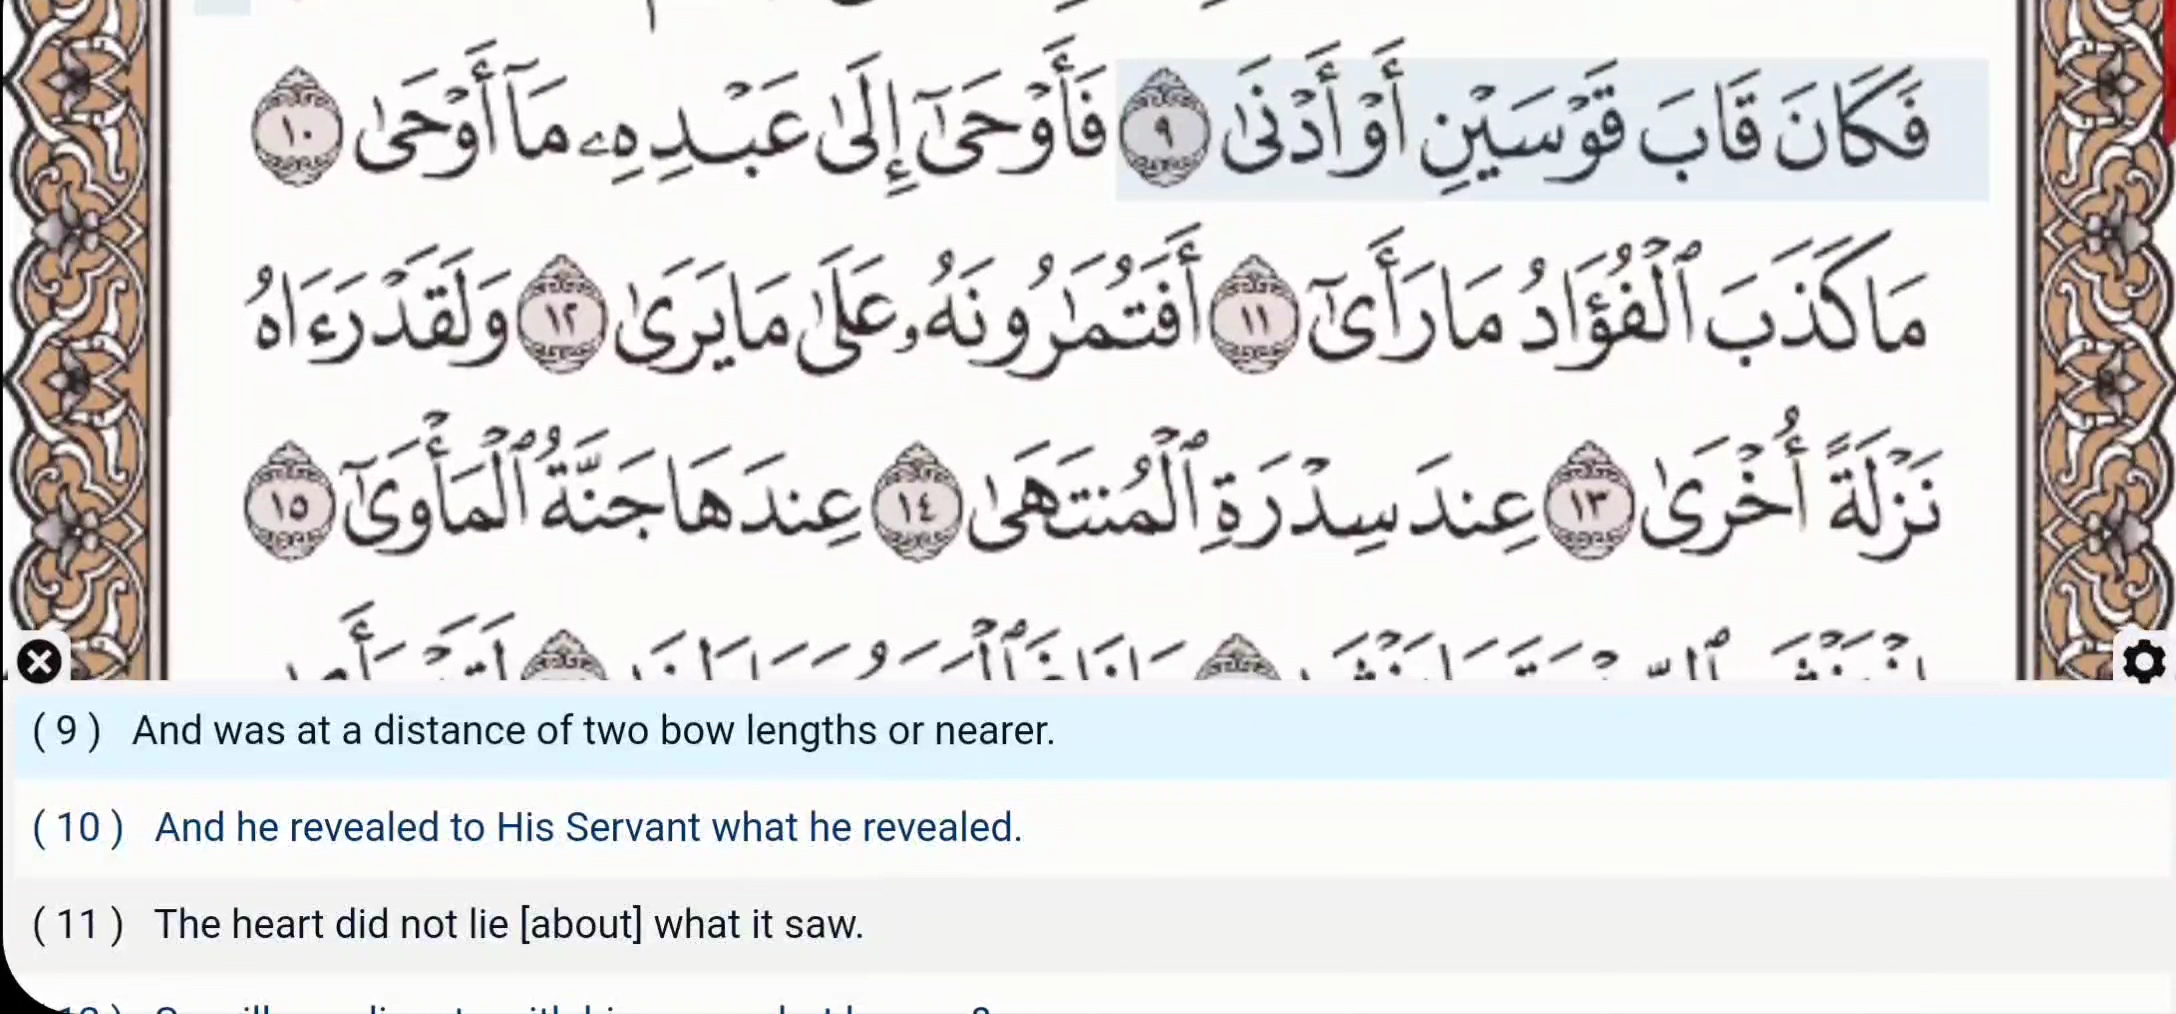 فَكَانَ قَابَ قَوْسَيْنِ أَوْ أَدْنَىٰ ٩ فَأَوْحَىٰٓ إِلَىٰ عَبْدِهِۦ مَآ أَوْحَىٰ ١٠
مَا كَذَبَ ٱلْفُؤَادُ مَا رَأَىٰٓ ١١ أَفَتُمَـٰرُونَهُۥ عَلَىٰ مَا يَرَىٰ ١٢ وَلَقَدْ رَءَاهُ
نَزْلَةً أُخْرَىٰ ١٣ عِندَ سِدْرَةِ ٱلْمُنتَهَىٰ ١٤ عِندَهَا جَنَّةُ ٱلْمَأْوَىٰٓ ١٥
( 9 ) And was at a distance of two bow lengths or nearer.
( 10 ) And he revealed to His Servant what he revealed.
( 11 ) The heart did not lie [about] what it saw.